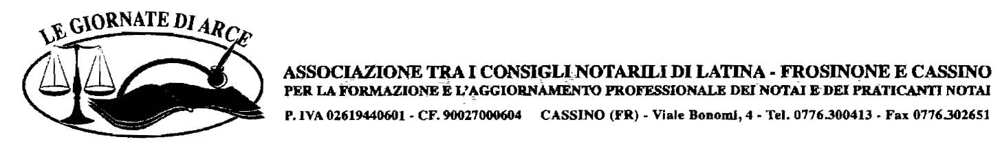 LE GIORNATE DI ARCE
ASSOCIAZIONE TRA I CONSIGLI NOTARILI DI LATINA - FROSINONE E CASSINO
PER LA FORMAZIONE E L'AGGIORNAMENTO PROFESSIONALE DEI NOTAI E DEI PRATICANTI NOTAI
P. IVA 02619440601 - CF. 90027000604 CASSINO (FR) - Viale Bonomi, 4 - Tel. 0776.300413 - Fax 0776.302651